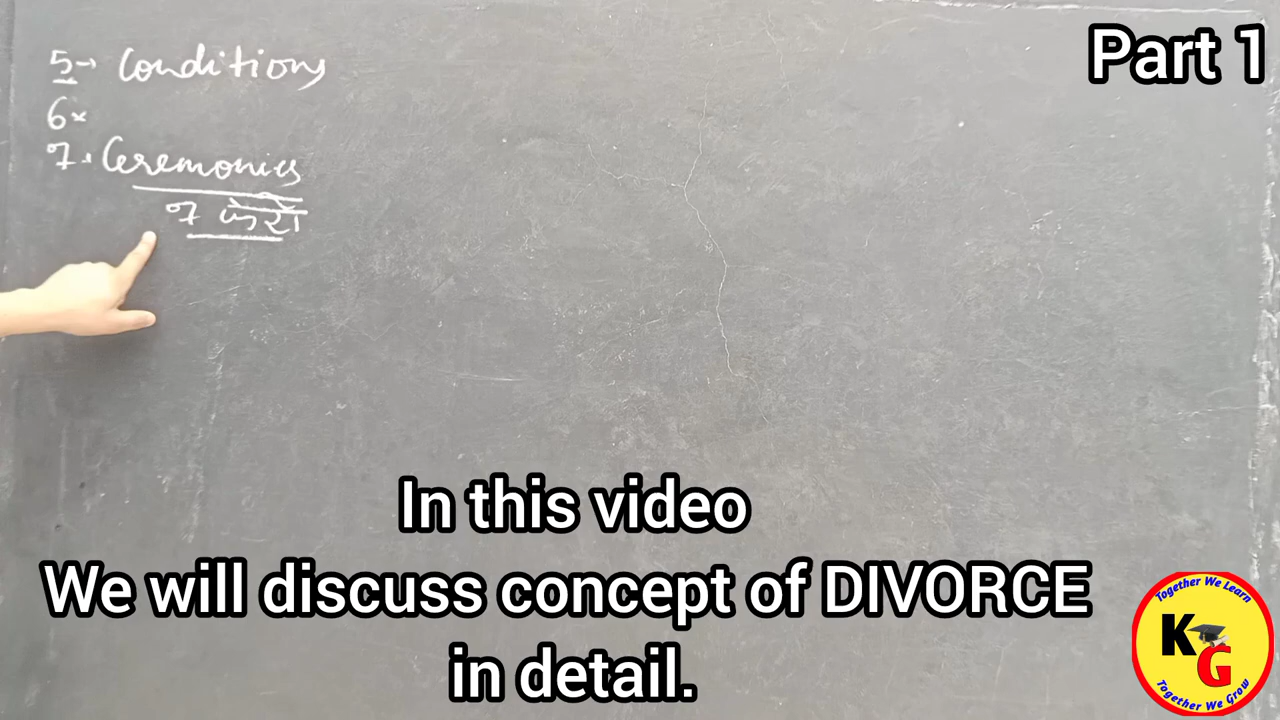 Part 1
5→ Conditions
6×
7. Ceremonies
7 फेरों
In this video
We will discuss concept of DIVORCE
in detail.
Together We Learn
KG
Together We Grow